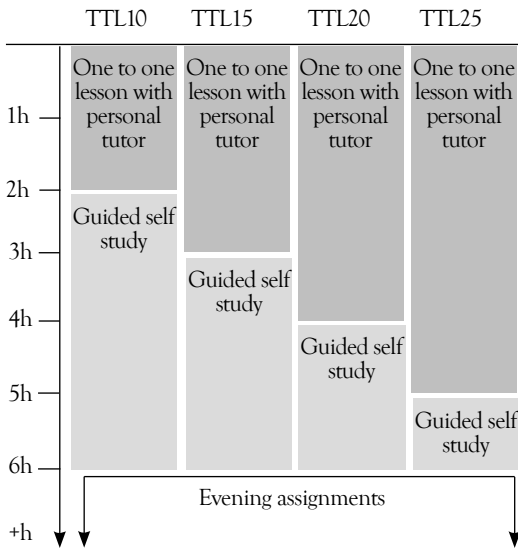 TTL10 TTL15 TTL20 TTL25
One to one
lesson with
personal
tutor
One to one
lesson with
personal
tutor
One to one
lesson with
personal
tutor
One to one
lesson with
personal
tutor
1h
2h
Guided self
study
3h
Guided self
study
4h
Guided self
study
5h
Guided self
study
6h
Evening assignments
+h